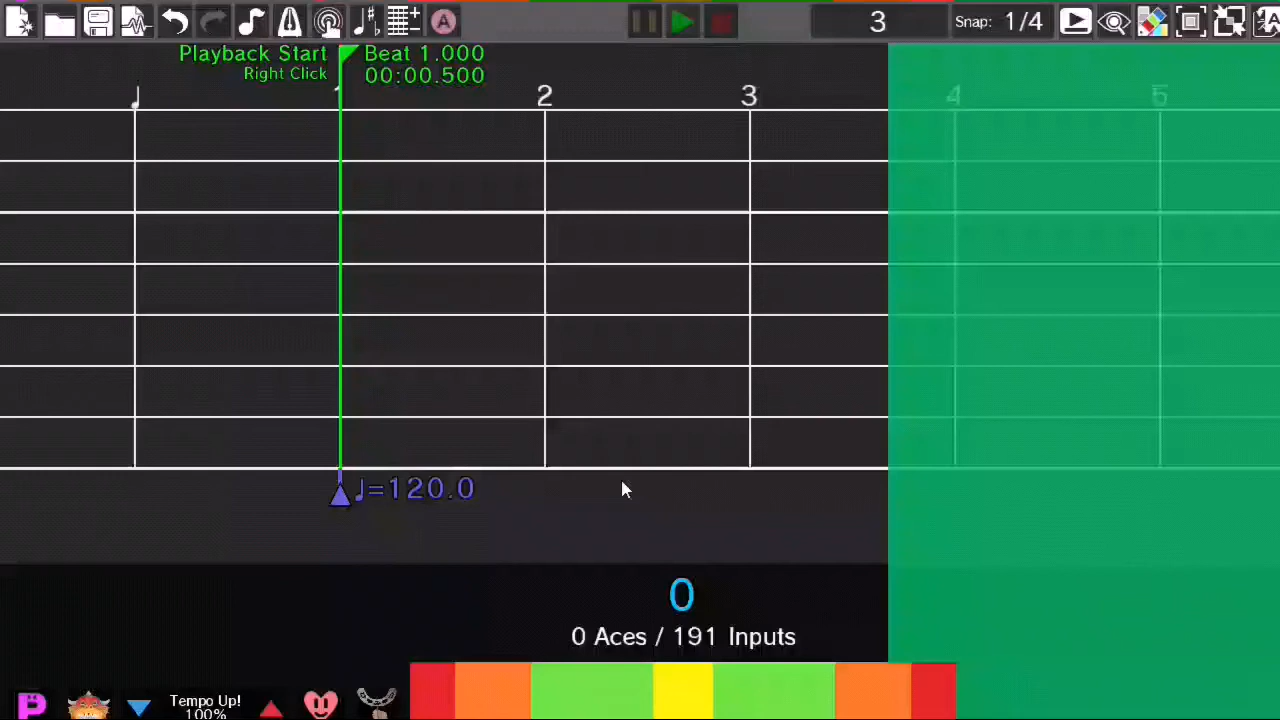 3
Snap: 1/4
A
Playback Start
Right Click
Beat 1.000
00:00.500
2
3
4
5
♩=120.0
0
0 Aces / 191 Inputs
P
Tempo Up!
100%